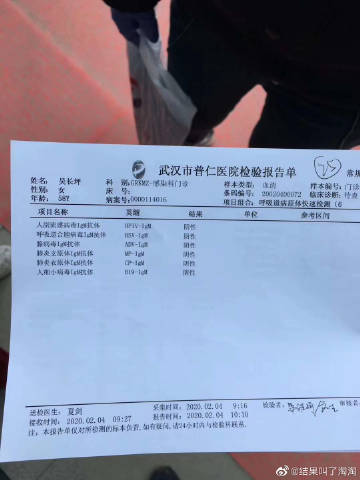 武汉市普仁医院检验报告单
姓名: 吴长坪 科 别: GRKMZ-感染科门诊 样本类型: 血清 样本编号: 门诊
性别: 女 床 号: 条码编号: 临床诊断: 待查
年龄: 58Y 病案号: 0000114016 项目组合: 呼吸道病原体快速检测(6
项目名称 英缩 结果 单位 参考区间
人副流感病毒IgM抗体 HPIV-IgM 阴性
呼吸道合胞病毒IgM抗体 RSV-IgM 阴性
腺病毒IgM抗体 ADV-IgM 阴性
肺炎支原体IgM抗体 MP-IgM 阴性
肺炎衣原体IgM抗体 CP-IgM 阴性
人细小病毒IgM抗体 B19-IgM 阴性
送检医生: 夏剑 采集时间: 2020.02.04 9:16 检验者:
接收时间: 2020.02.04 09:27 报告时间: 2020.02.04 10:10
注: 本报告单仅对所检测的标本负责,如有疑问,请24小时内与检验科联系.
@结果叫了淘淘